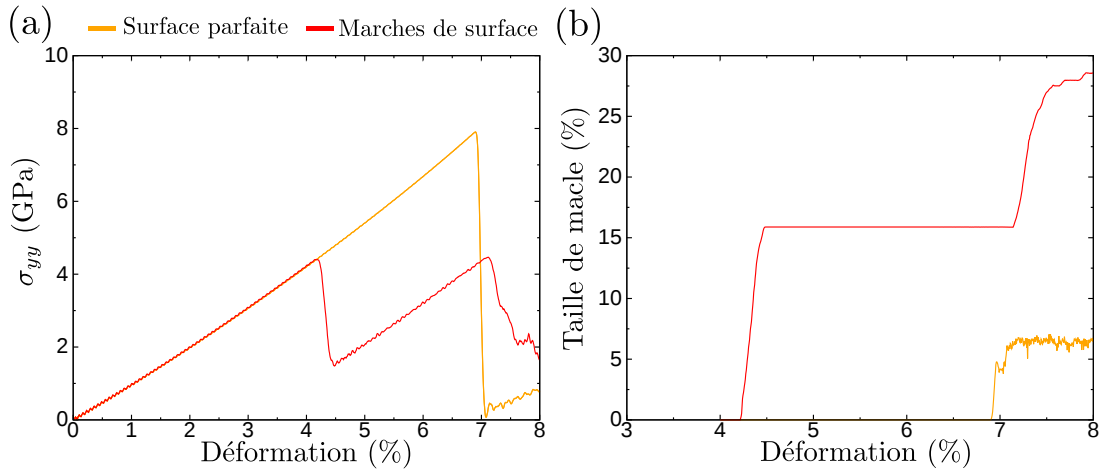 (a)
Surface parfaite
Marches de surface
(b)
10
8
6
4
2
0
σyy (GPa)
0 1 2 3 4 5 6 7 8
Déformation (%)
30
25
20
15
10
5
0
Taille de macle (%)
3 4 5 6 7 8
Déformation (%)